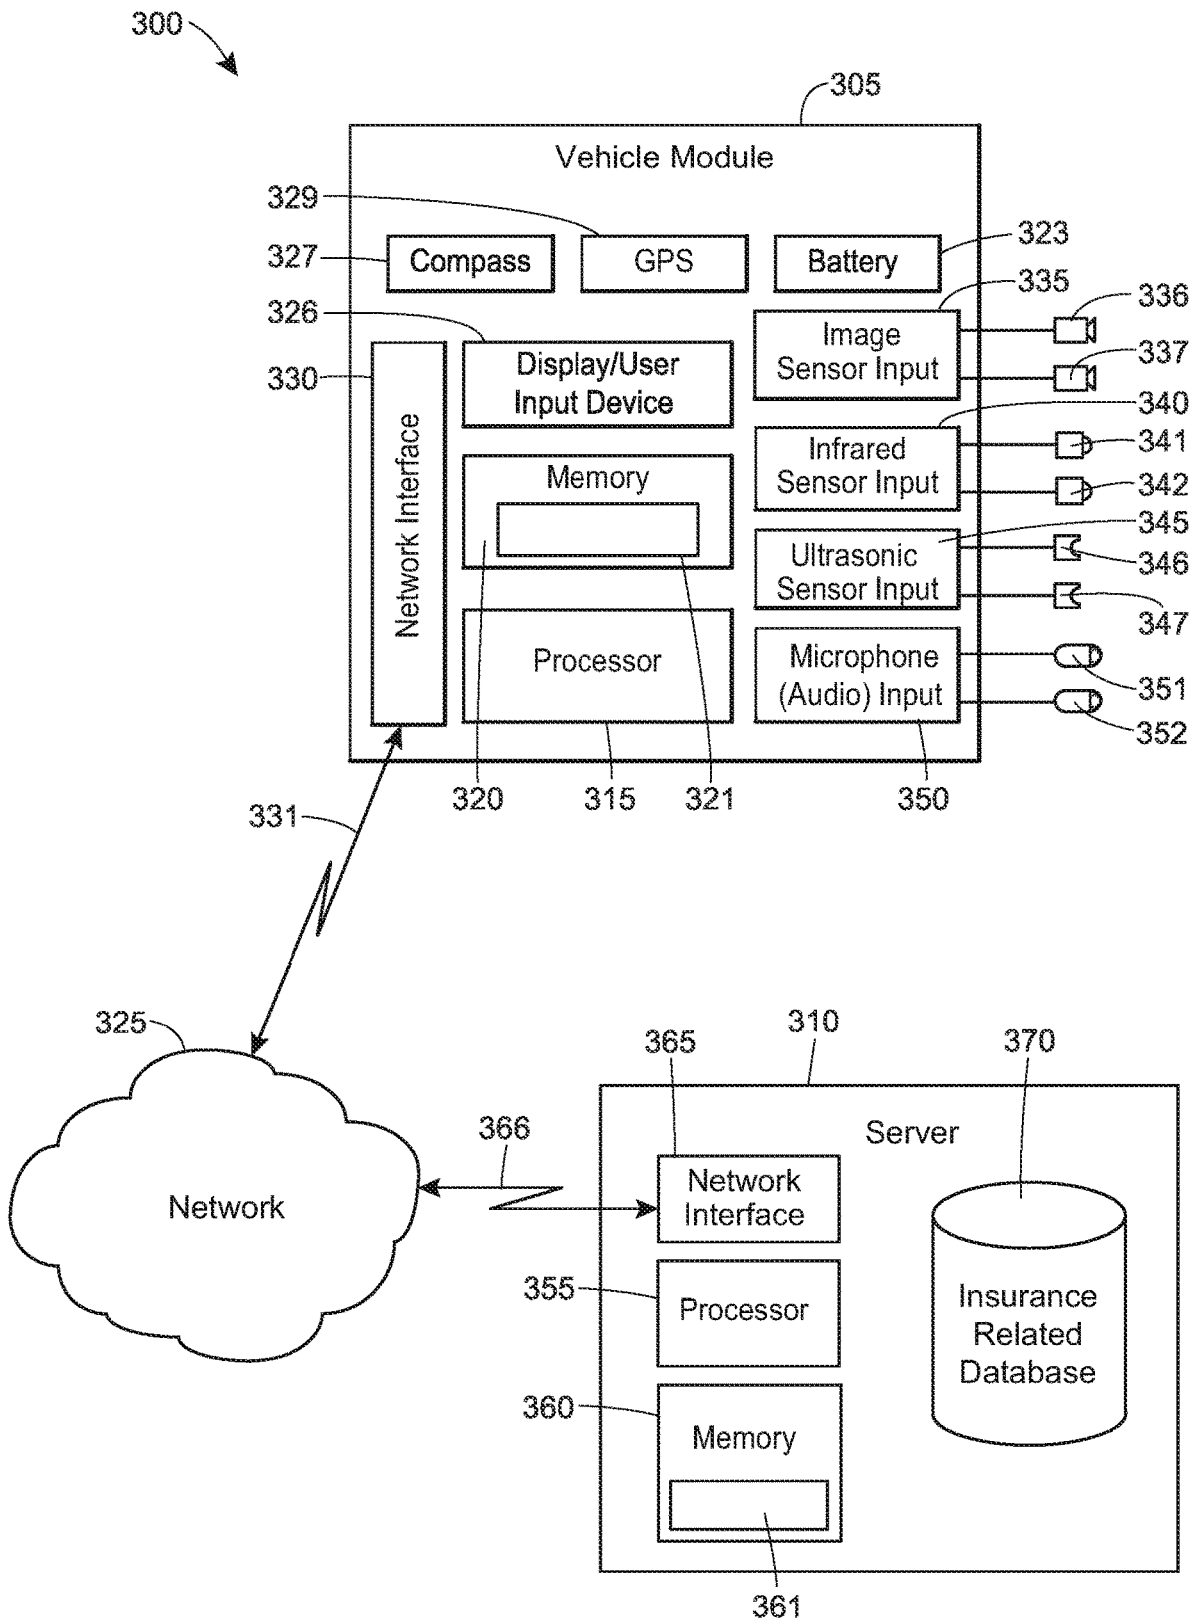 300
305
Vehicle Module
329
327
Compass
GPS
Battery
323
335
326
330
Display/User
Input Device
Image
Sensor Input
336
337
340
Infrared
Sensor Input
341
342
Network Interface
Memory
345
Ultrasonic
Sensor Input
346
347
Processor
Microphone
(Audio) Input
351
352
320
315
321
350
331
325
Network
366
365
310
370
Server
Network
Interface
355
Processor
Insurance
Related
Database
360
Memory
361